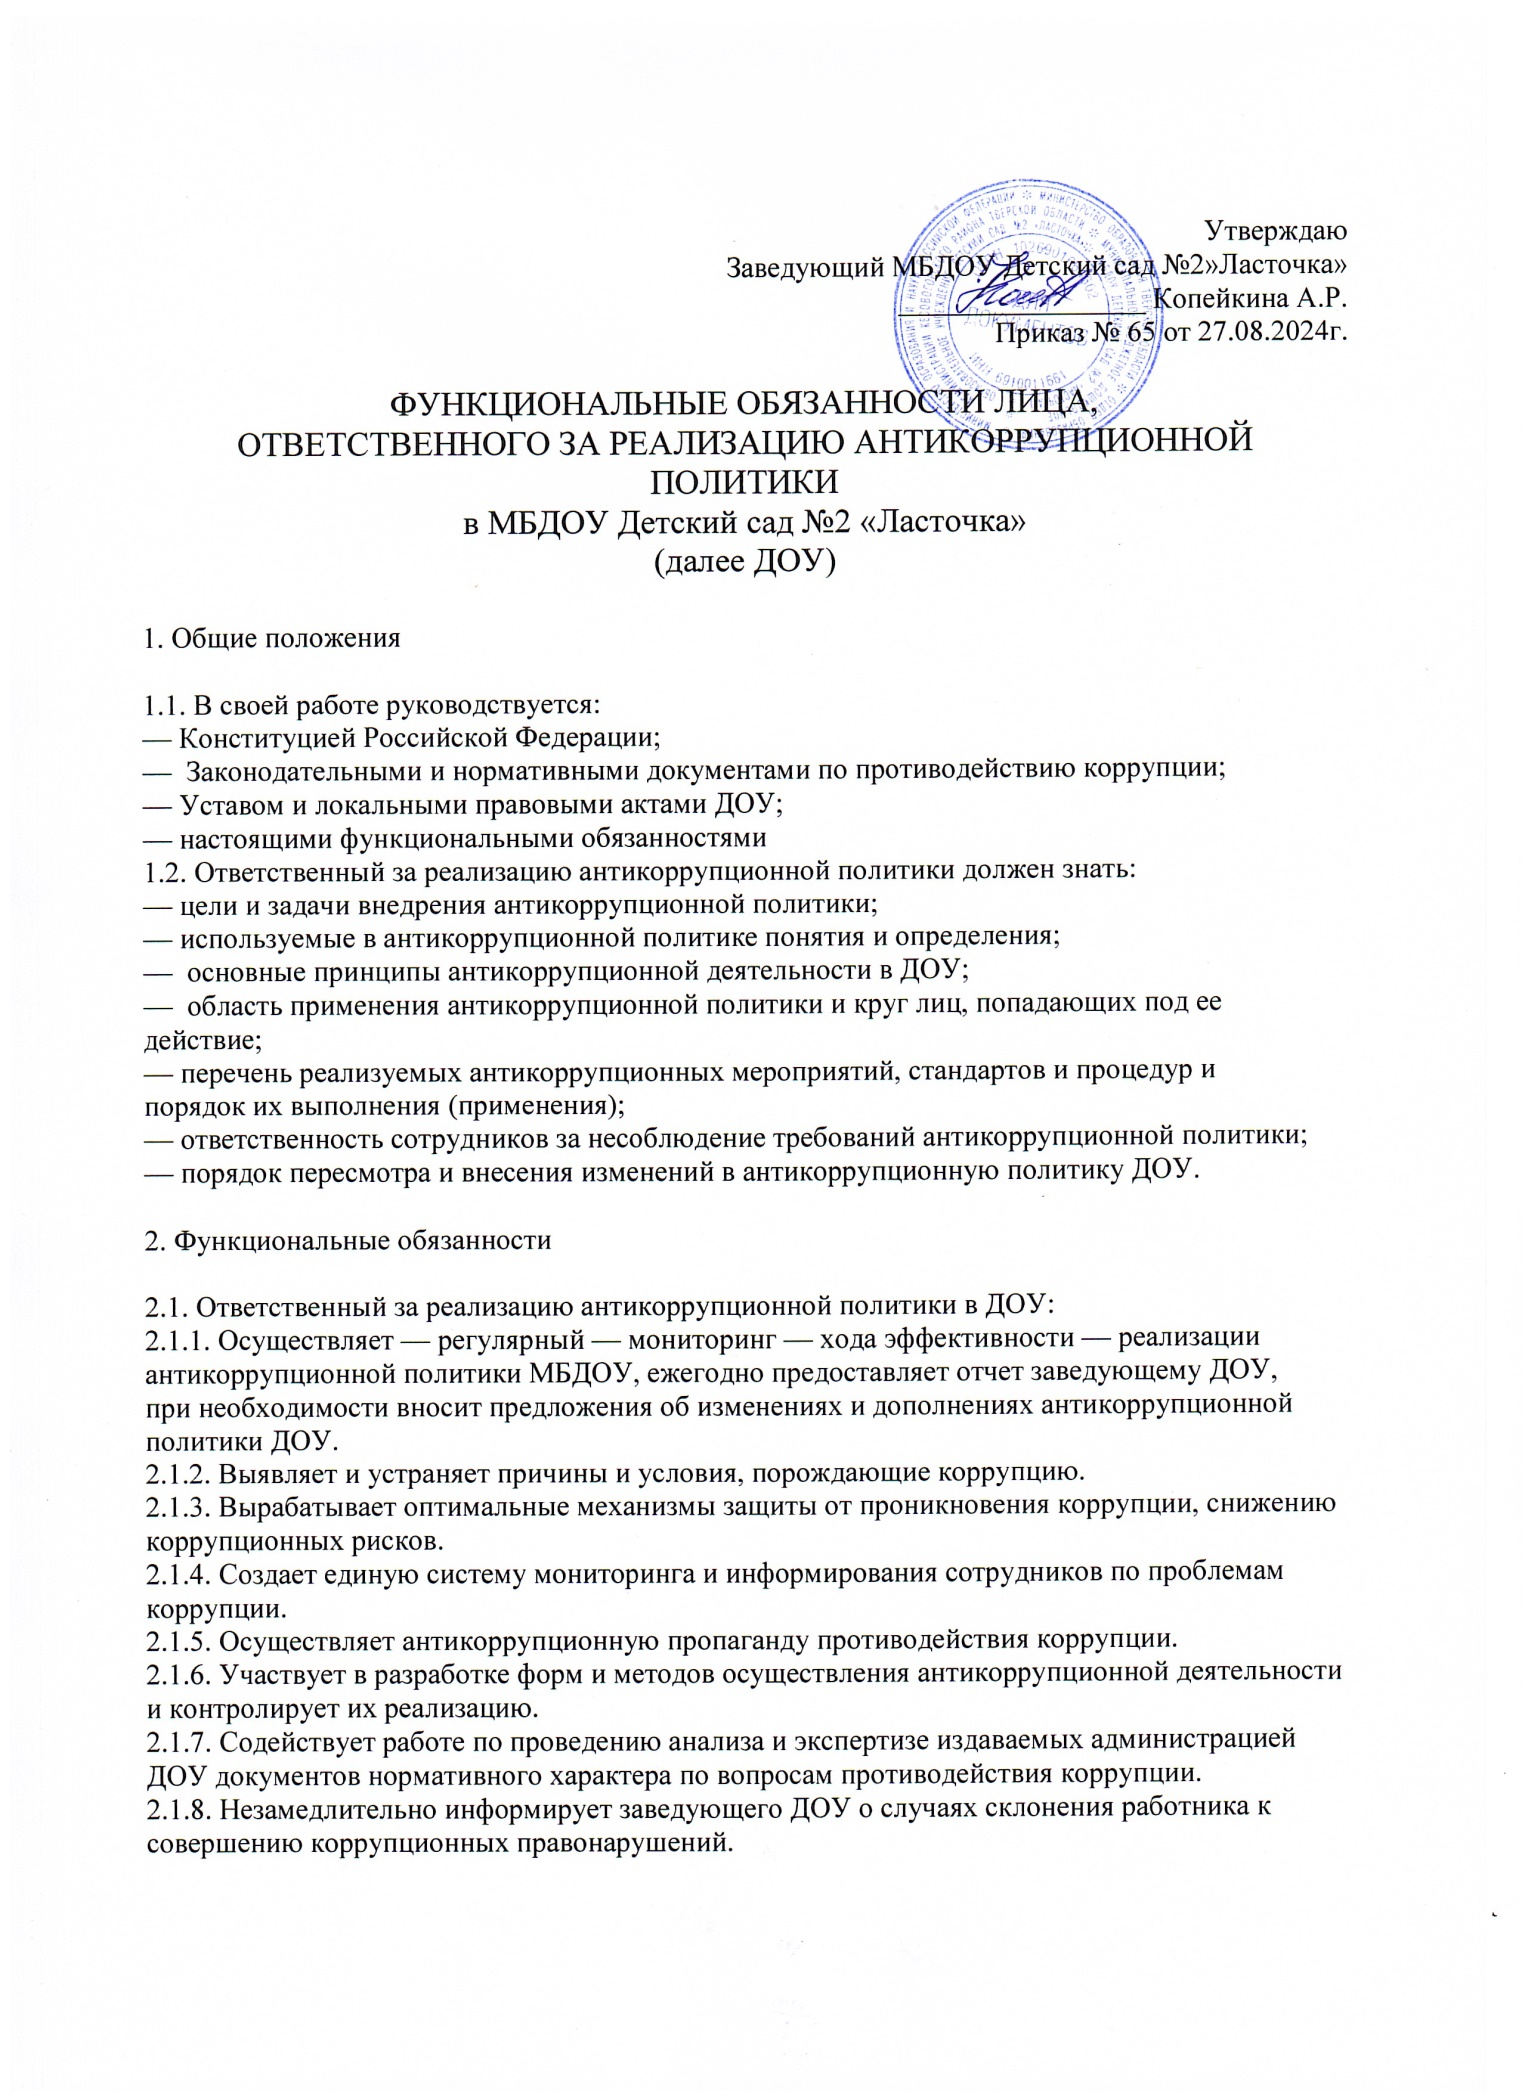 Утверждаю
Заведующий МБДОУ Детский сад №2»Ласточка»
Копейкина А.Р.
Приказ № 65 от 27.08.2024г.
ИНН 6910011661
ФУНКЦИОНАЛЬНЫЕ ОБЯЗАННОСТИ ЛИЦА,
ОТВЕТСТВЕННОГО ЗА РЕАЛИЗАЦИЮ АНТИКОРРУПЦИОННОЙ
ПОЛИТИКИ
в МБДОУ Детский сад №2 «Ласточка»
(далее ДОУ)
1. Общие положения
1.1. В своей работе руководствуется:
— Конституцией Российской Федерации;
— Законодательными и нормативными документами по противодействию коррупции;
— Уставом и локальными правовыми актами ДОУ;
— настоящими функциональными обязанностями
1.2. Ответственный за реализацию антикоррупционной политики должен знать:
— цели и задачи внедрения антикоррупционной политики;
— используемые в антикоррупционной политике понятия и определения;
— основные принципы антикоррупционной деятельности в ДОУ;
— область применения антикоррупционной политики и круг лиц, попадающих под ее
действие;
— перечень реализуемых антикоррупционных мероприятий, стандартов и процедур и
порядок их выполнения (применения);
— ответственность сотрудников за несоблюдение требований антикоррупционной политики;
— порядок пересмотра и внесения изменений в антикоррупционную политику ДОУ.
2. Функциональные обязанности
2.1. Ответственный за реализацию антикоррупционной политики в ДОУ:
2.1.1. Осуществляет — регулярный — мониторинг — хода эффективности — реализации
антикоррупционной политики МБДОУ, ежегодно предоставляет отчет заведующему ДОУ,
при необходимости вносит предложения об изменениях и дополнениях антикоррупционной
политики ДОУ.
2.1.2. Выявляет и устраняет причины и условия, порождающие коррупцию.
2.1.3. Вырабатывает оптимальные механизмы защиты от проникновения коррупции, снижению
коррупционных рисков.
2.1.4. Создает единую систему мониторинга и информирования сотрудников по проблемам
коррупции.
2.1.5. Осуществляет антикоррупционную пропаганду противодействия коррупции.
2.1.6. Участвует в разработке форм и методов осуществления антикоррупционной деятельности
и контролирует их реализацию.
2.1.7. Содействует работе по проведению анализа и экспертизе издаваемых администрацией
ДОУ документов нормативного характера по вопросам противодействия коррупции.
2.1.8. Незамедлительно информирует заведующего ДОУ о случаях склонения работника к
совершению коррупционных правонарушений.